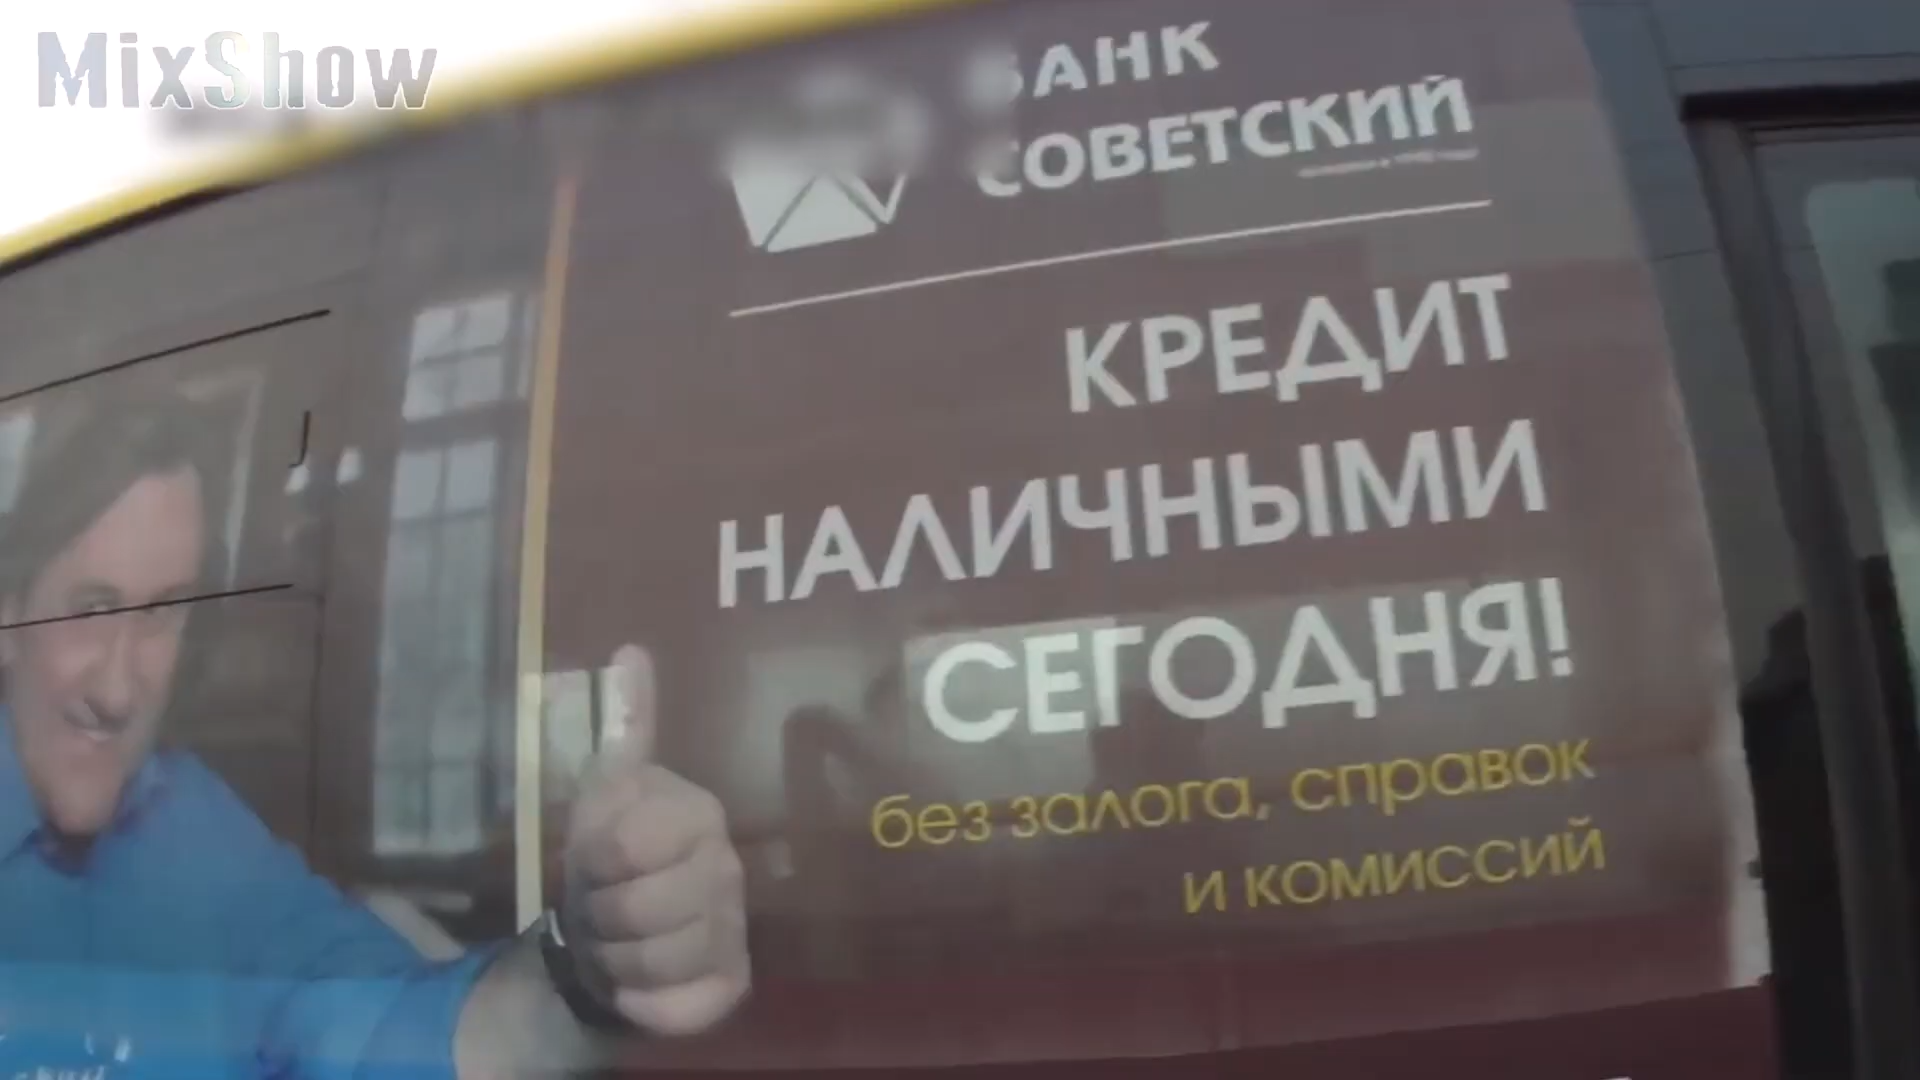 MixShow
БАНК
СОВЕТСКИЙ
КРЕДИТ
НАЛИЧНЫМИ
СЕГОДНЯ!
без залога, справок
и комиссий